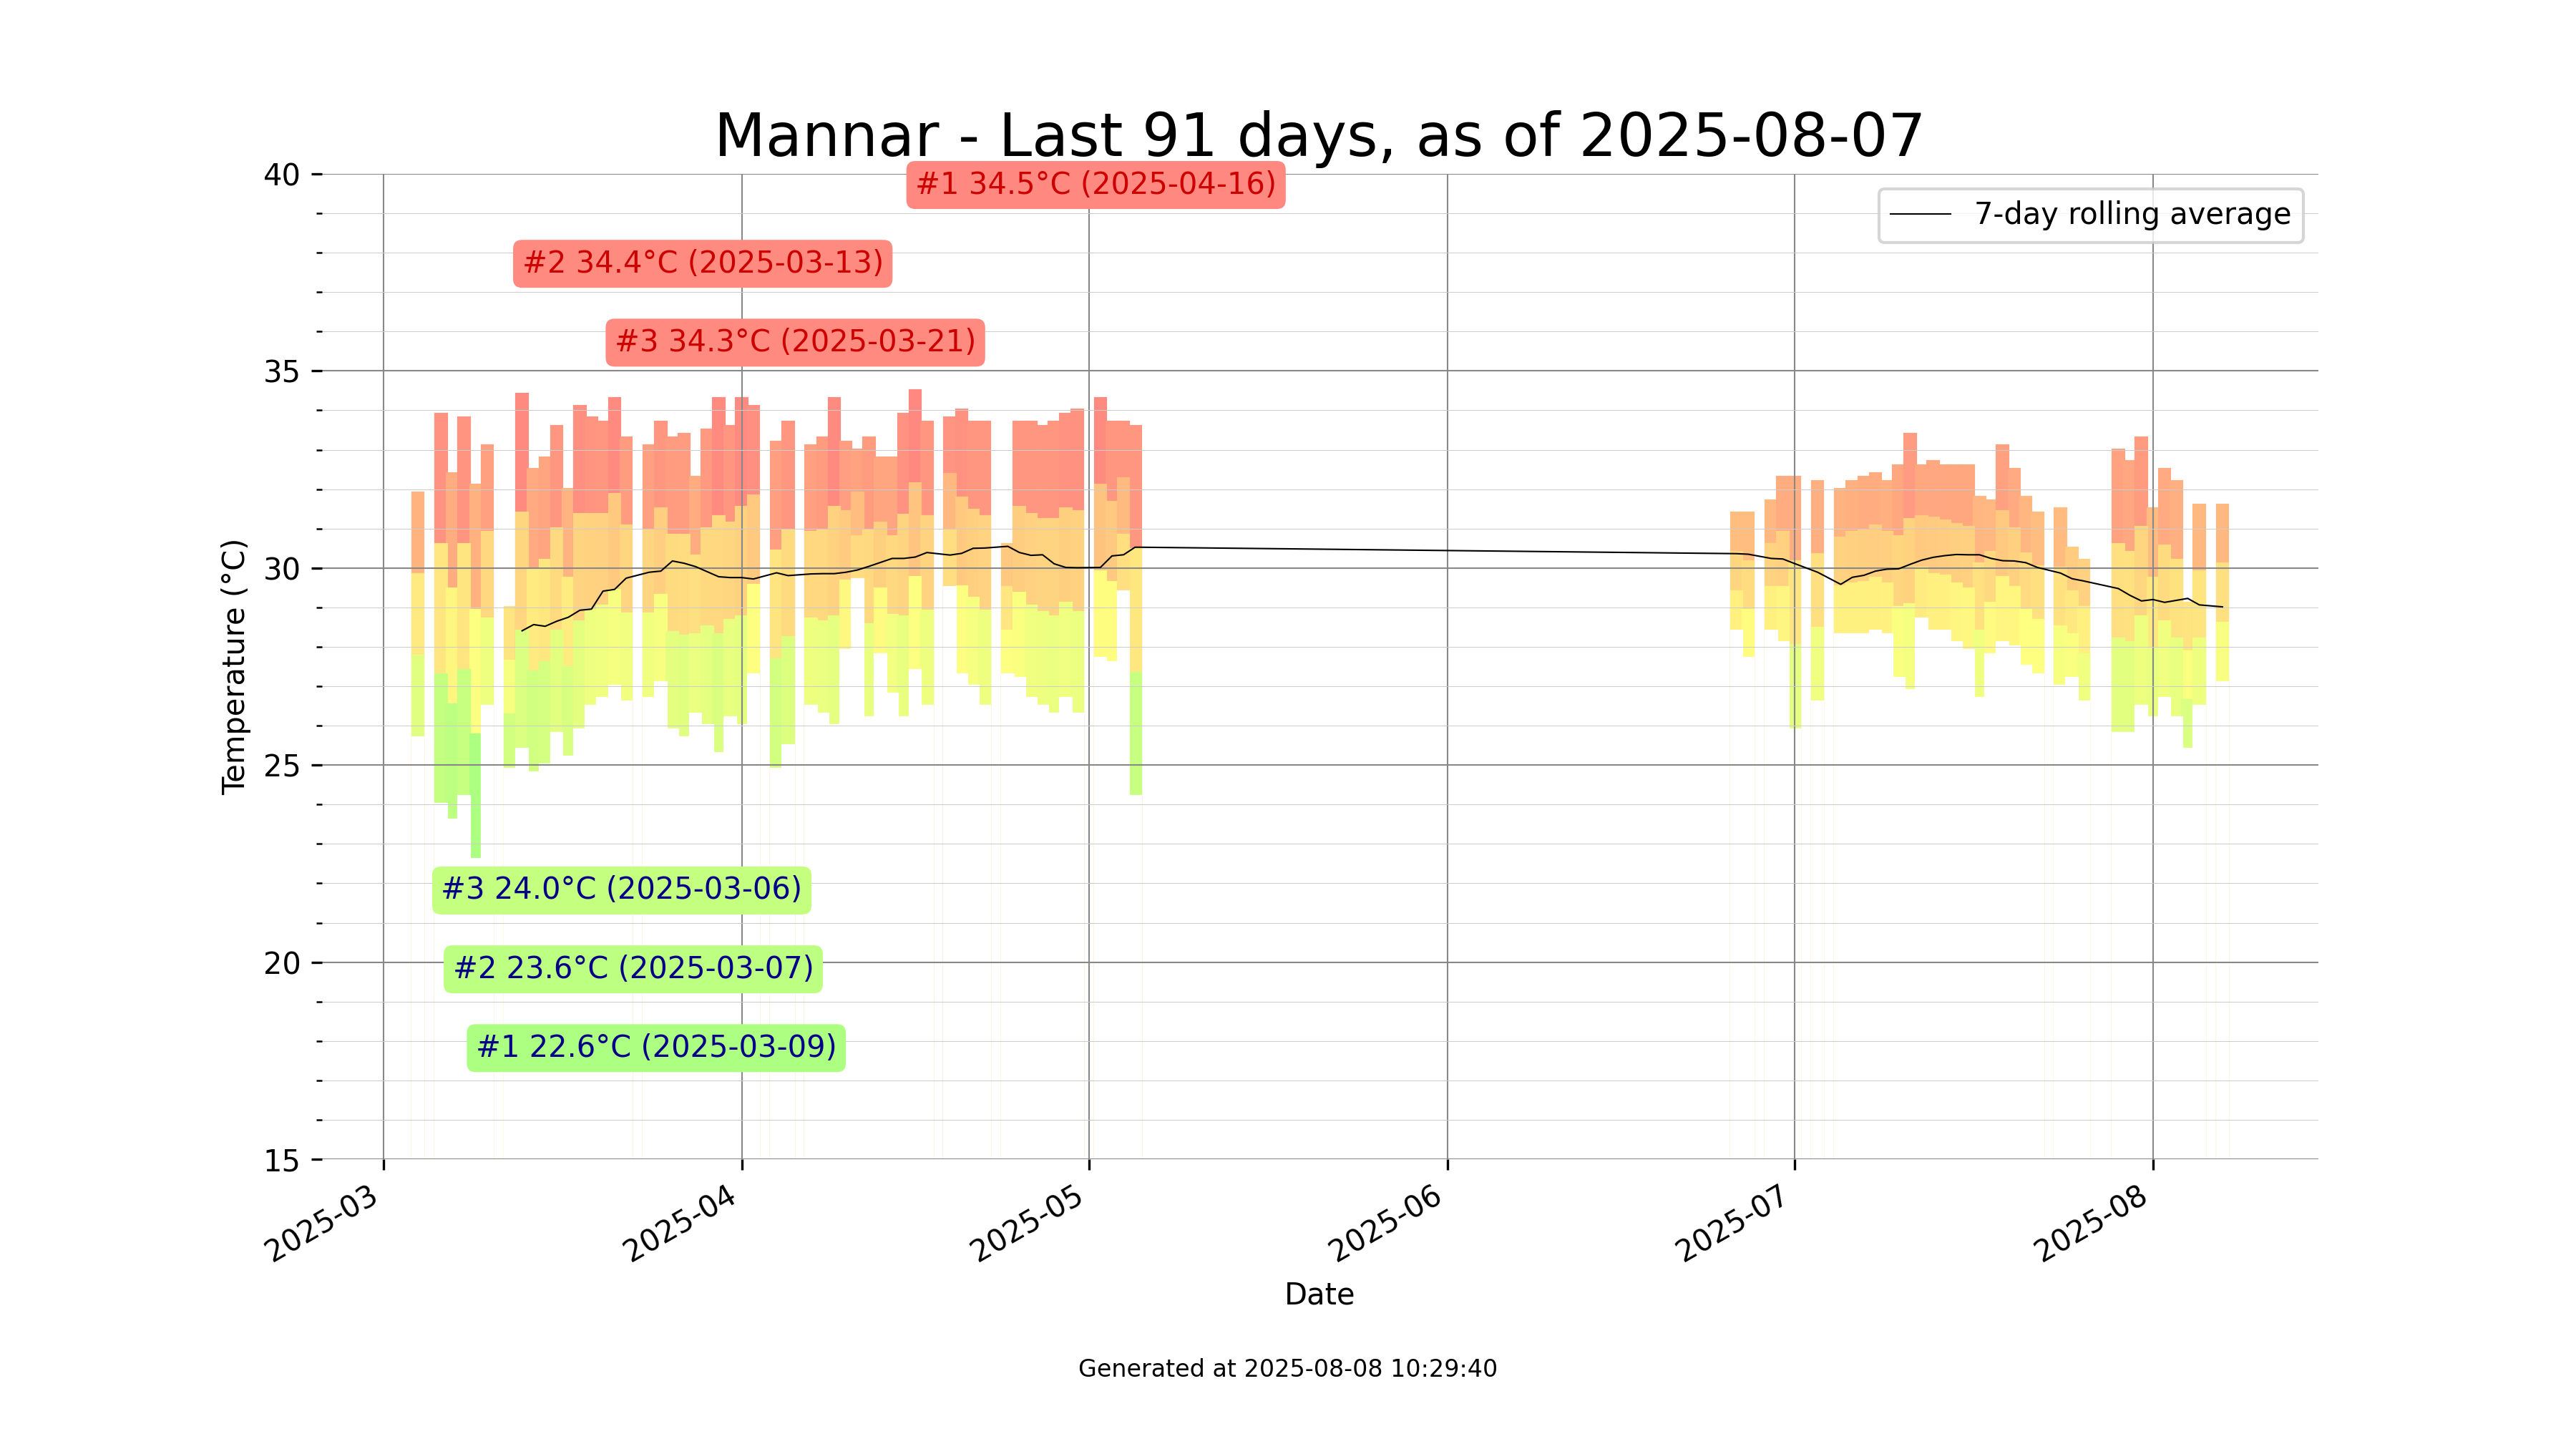 Mannar - Last 91 days, as of 2025-08-07
#1 34.5°C (2025-04-16)
#2 34.4°C (2025-03-13)
#3 34.3°C (2025-03-21)
7-day rolling average
40
35
30
25
20
15
Temperature (°C)
#3 24.0°C (2025-03-06)
#2 23.6°C (2025-03-07)
#1 22.6°C (2025-03-09)
2025-03
2025-04
2025-05
2025-06
2025-07
2025-08
Date
Generated at 2025-08-08 10:29:40